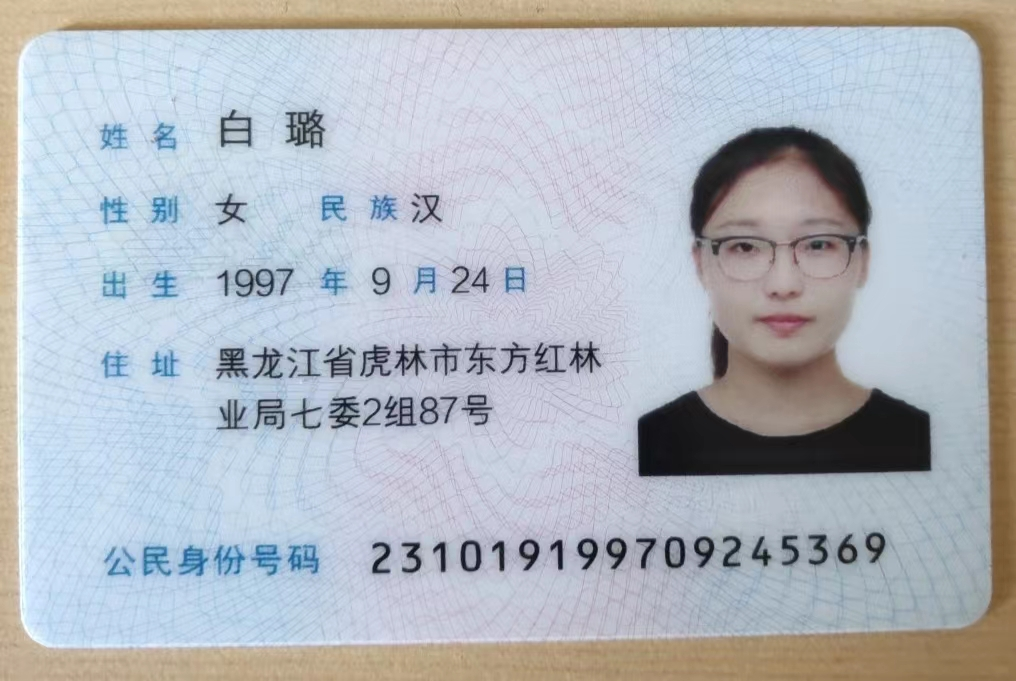 姓名 白璐
性别 女 民族 汉
出生 1997 年 9 月 24 日
住址 黑龙江省虎林市东方红林
业局七委2组87号
公民身份号码 231019199709245369